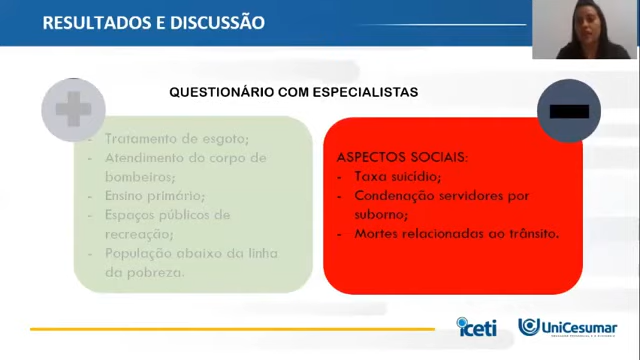 RESULTADOS E DISCUSSÃO
QUESTIONÁRIO COM ESPECIALISTAS
- Tratamento de esgoto;
- Atendimento do corpo de
bombeiros;
- Ensino primário;
- Espaços públicos de
recreação;
- População abaixo da linha
da pobreza.
ASPECTOS SOCIAIS:
- Taxa suicídio;
- Condenação servidores por
suborno;
- Mortes relacionadas ao trânsito.
iceti
UniCesumar